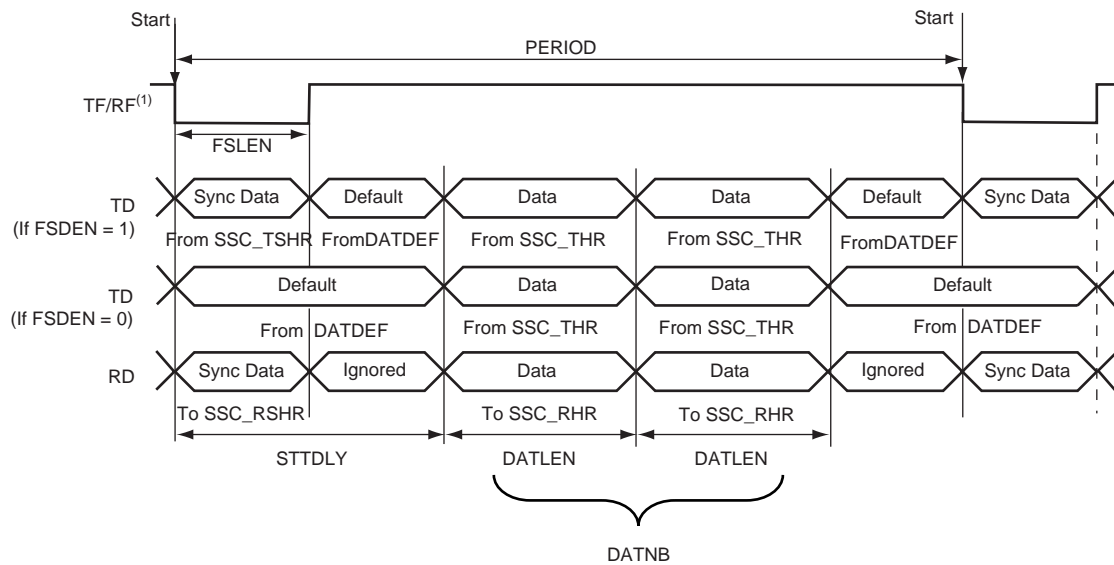 Start
Start
PERIOD
TF/RF(1)
FSLEN
TD
(If FSDEN = 1)
Sync Data
Default
Data
Data
Default
Sync Data
From SSC_TSHR
FromDATDEF
From SSC_THR
From SSC_THR
FromDATDEF
TD
(If FSDEN = 0)
Default
Data
Data
Default
From DATDEF
From SSC_THR
From SSC_THR
From DATDEF
RD
Sync Data
Ignored
Data
Data
Ignored
Sync Data
To SSC_RSHR
To SSC_RHR
To SSC_RHR
STTDLY
DATLEN
DATLEN
DATNB